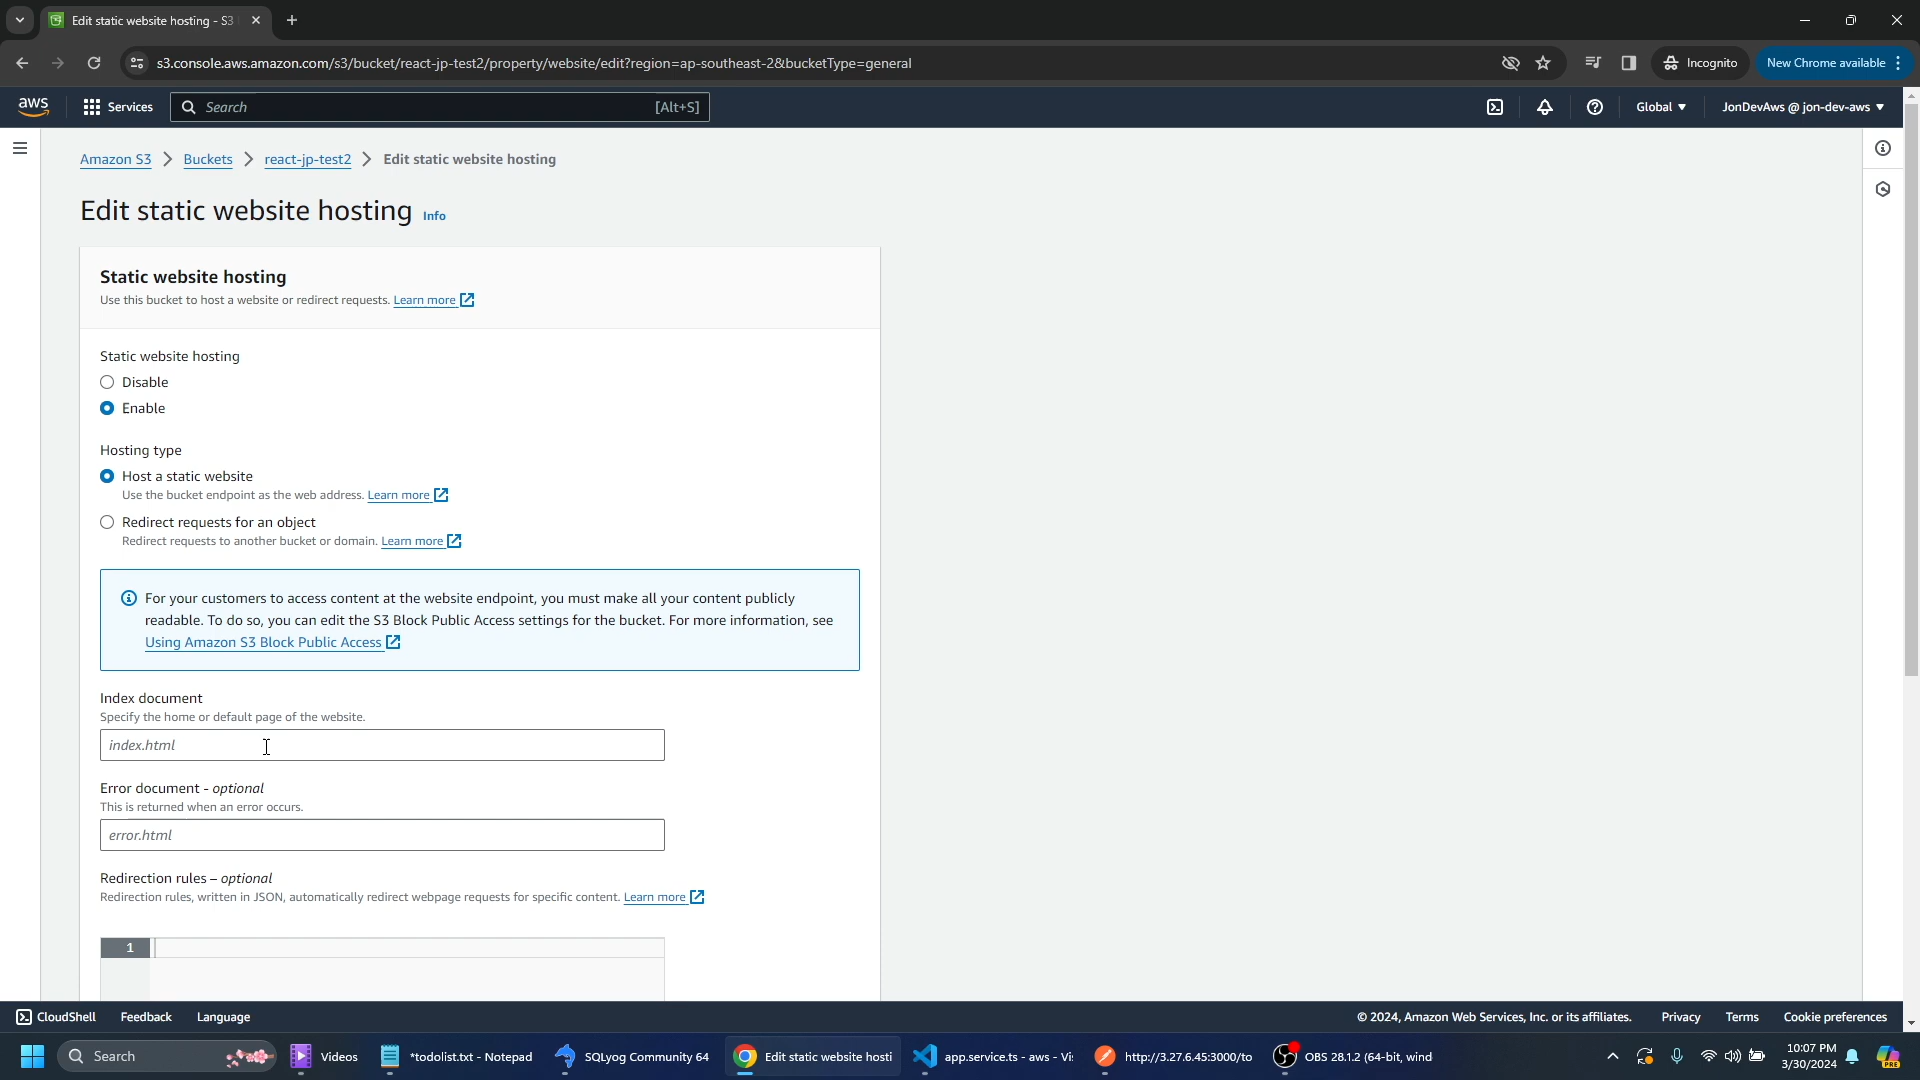 Edit static website hosting - S3
s3.console.aws.amazon.com/s3/bucket/react-jp-test2/property/website/edit?region=ap-southeast-2&bucketType=general
Incognito
New Chrome available
aws
Services
Search
[Alt+S]
Global
JonDevAws @ jon-dev-aws
Amazon S3 > Buckets > react-jp-test2 > Edit static website hosting
Edit static website hosting Info
Static website hosting
Use this bucket to host a website or redirect requests. Learn more
Static website hosting
Disable
Enable
Hosting type
Host a static website
Use the bucket endpoint as the web address. Learn more
Redirect requests for an object
Redirect requests to another bucket or domain. Learn more
For your customers to access content at the website endpoint, you must make all your content publicly
readable. To do so, you can edit the S3 Block Public Access settings for the bucket. For more information, see
Using Amazon S3 Block Public Access
Index document
Specify the home or default page of the website.
index.html
Error document - optional
This is returned when an error occurs.
error.html
Redirection rules – optional
Redirection rules, written in JSON, automatically redirect webpage requests for specific content. Learn more
1
CloudShell
Feedback
Language
© 2024, Amazon Web Services, Inc. or its affiliates.
Privacy
Terms
Cookie preferences
Search
Videos
*todolist.txt - Notepad
SQLyog Community 64
Edit static website hosti
app.service.ts - aws - Vi
http://3.27.6.45:3000/to
OBS 28.1.2 (64-bit, wind
10:07 PM
3/30/2024
PRE